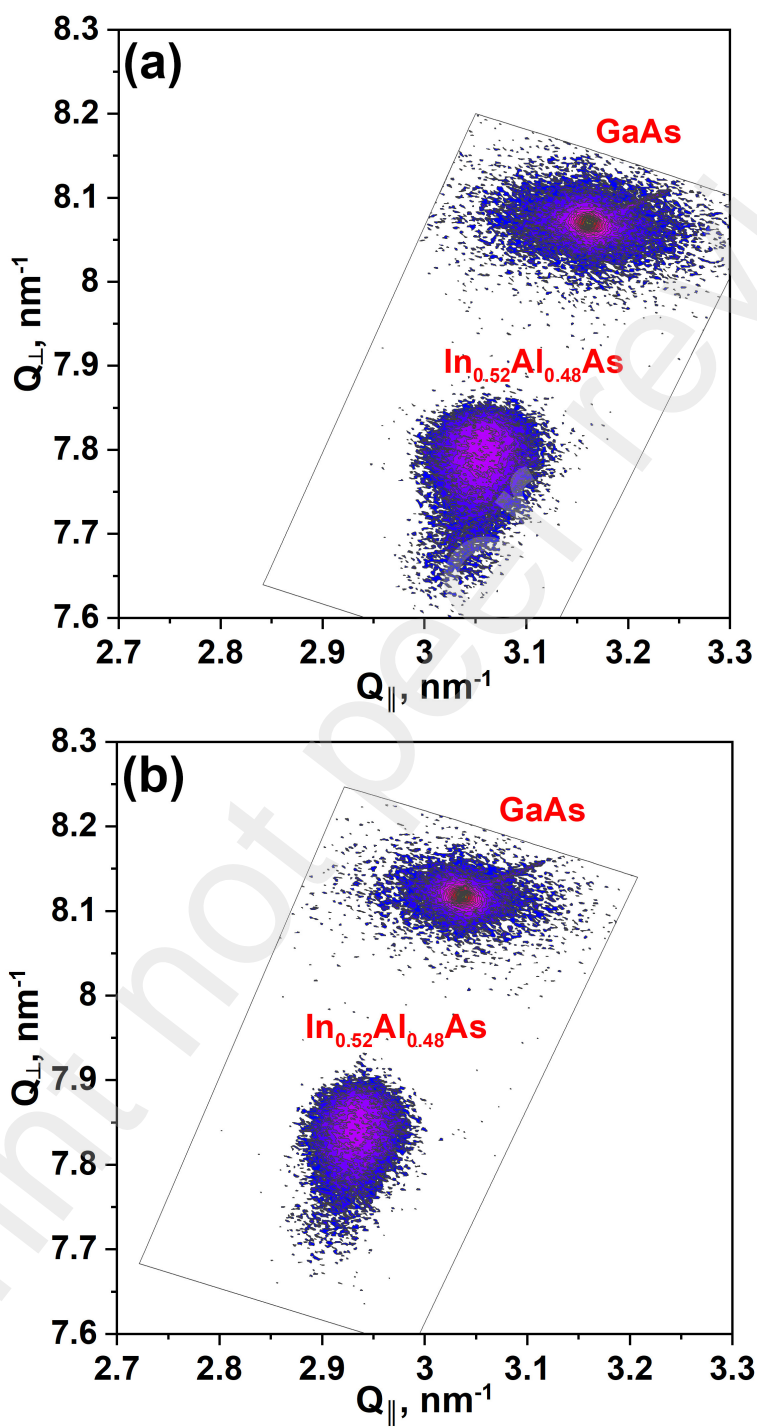 (a)
8.3
8.2
8.1
8
7.9
7.8
7.7
7.6
Q⊥, nm-1
GaAs
In0.52Al0.48As
2.7 2.8 2.9 3 3.1 3.2 3.3
Q∥, nm-1
(b)
8.3
8.2
8.1
8
7.9
7.8
7.7
7.6
Q⊥, nm-1
GaAs
In0.52Al0.48As
2.7 2.8 2.9 3 3.1 3.2 3.3
Q∥, nm-1
not peer revi